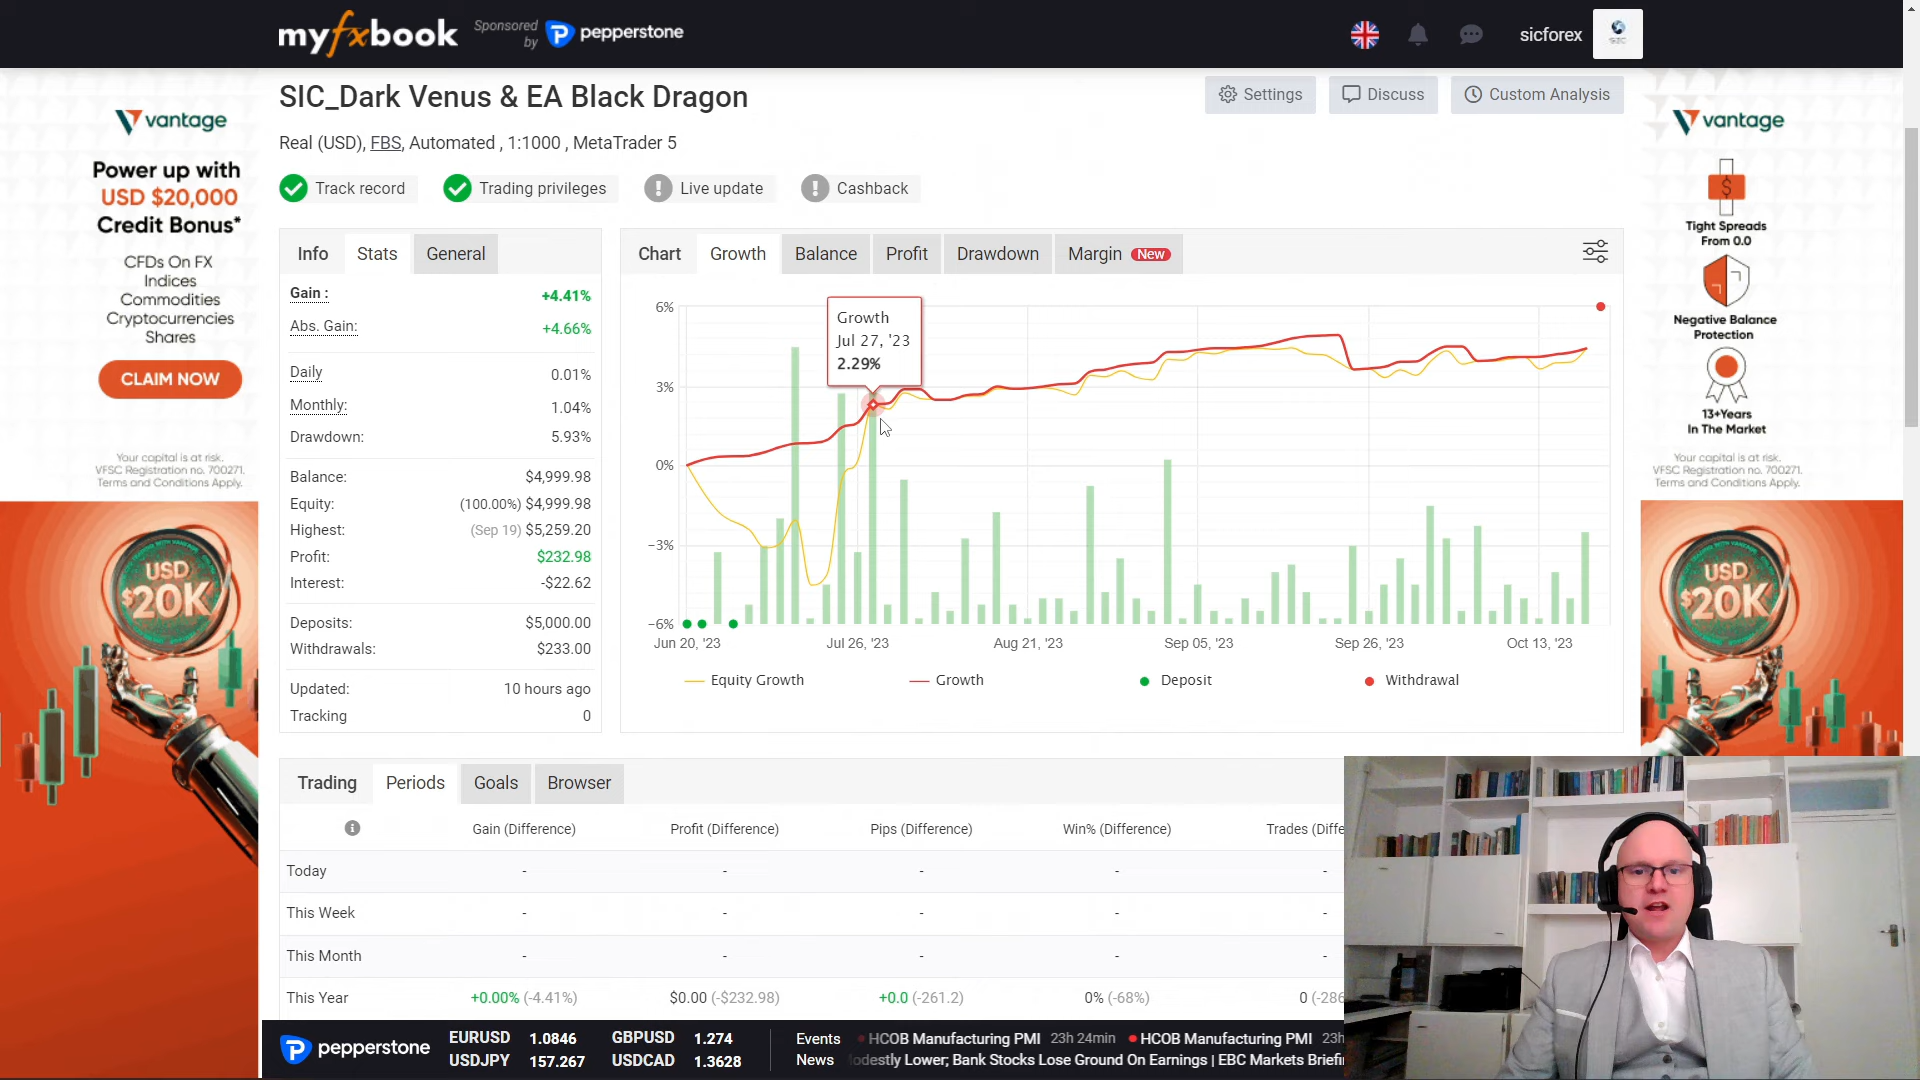 myfxbook
Sponsored by pepperstone
sicforex
SIC_Dark Venus & EA Black Dragon
Settings
Discuss
Custom Analysis
Real (USD), FBS, Automated , 1:1000 , MetaTrader 5
Track record
Trading privileges
Live update
Cashback
vantage
Power up with
USD $20,000
Credit Bonus*
CFDs On FX
Indices
Commodities
Cryptocurrencies
Shares
CLAIM NOW
Your capital is at risk.
VFSC Registration no. 700271.
Terms and Conditions Apply.
USD
$20K
Info Stats General
Gain : +4.41%
Abs. Gain: +4.66%
Daily 0.01%
Monthly: 1.04%
Drawdown: 5.93%
Balance: $4,999.98
Equity: (100.00%) $4,999.98
Highest: (Sep 19) $5,259.20
Profit: $232.98
Interest: -$22.62
Deposits: $5,000.00
Withdrawals: $233.00
Updated: 10 hours ago
Tracking 0
Chart Growth Balance Profit Drawdown Margin New
6%
3%
0%
−3%
−6%
Growth
Jul 27, '23
2.29%
Jun 20, '23 Jul 26, '23 Aug 21, '23 Sep 05, '23 Sep 26, '23 Oct 13, '23
Equity Growth Growth Deposit Withdrawal
vantage
Tight Spreads
From 0.0
Negative Balance
Protection
13+Years
In The Market
Your capital is at risk.
VFSC Registration no. 700271.
Terms and Conditions Apply.
USD
$20K
Trading Periods Goals Browser
Gain (Difference) Profit (Difference) Pips (Difference) Win% (Difference) Trades (Diffe
Today - - - - -
This Week - - - - -
This Month - - - - -
This Year +0.00% (-4.41%) $0.00 (-$232.98) +0.0 (-261.2) 0% (-68%) 0 (-286
pepperstone
EURUSD 1.0846 GBPUSD 1.274
USDJPY 157.267 USDCAD 1.3628
Events HCOB Manufacturing PMI 23h 24min HCOB Manufacturing PMI 23h
News odestly Lower; Bank Stocks Lose Ground On Earnings | EBC Markets Briefi